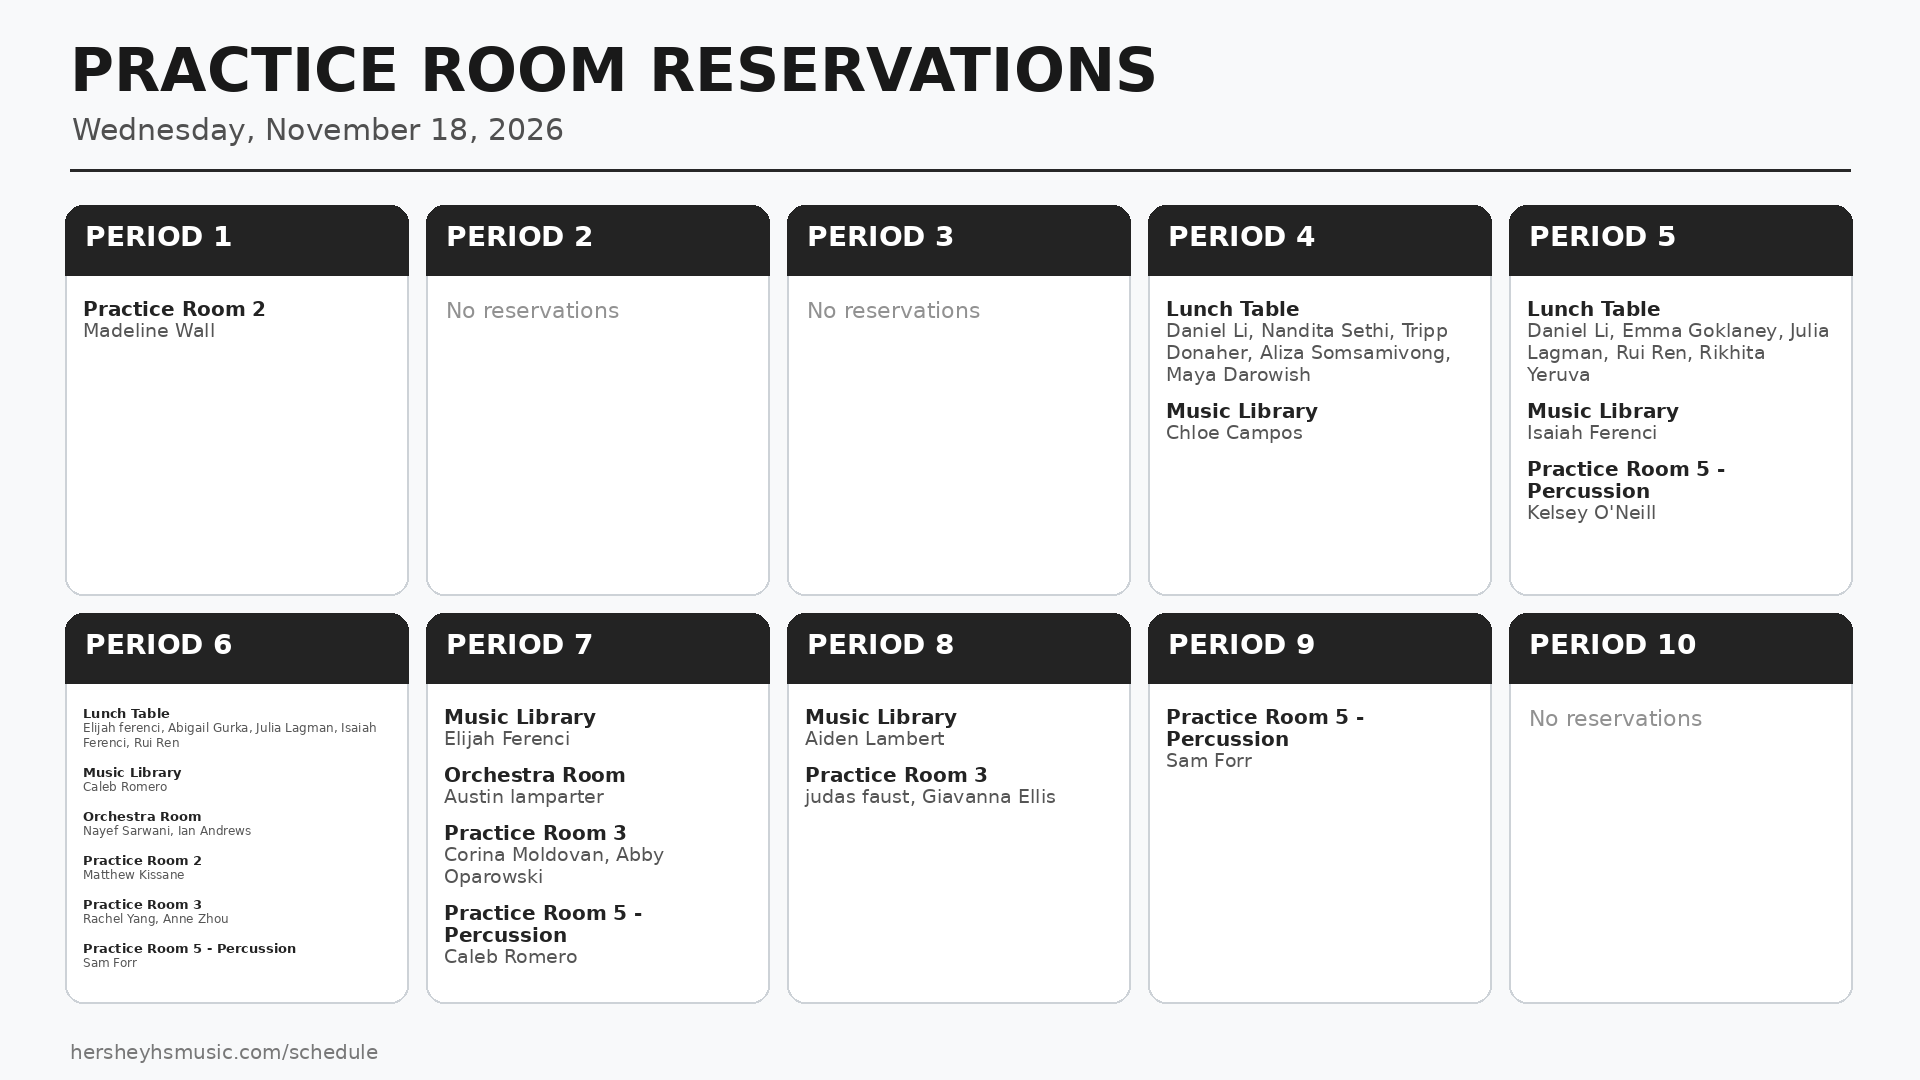 PRACTICE ROOM RESERVATIONS
Wednesday, November 18, 2026
PERIOD 1
Practice Room 2
Madeline Wall
PERIOD 2
No reservations
PERIOD 3
No reservations
PERIOD 4
Lunch Table
Daniel Li, Nandita Sethi, Tripp
Donaher, Aliza Somsamivong,
Maya Darowish
Music Library
Chloe Campos
PERIOD 5
Lunch Table
Daniel Li, Emma Goklaney, Julia
Lagman, Rui Ren, Rikhita
Yeruva
Music Library
Isaiah Ferenci
Practice Room 5 -
Percussion
Kelsey O'Neill
PERIOD 6
Lunch Table
Elijah ferenci, Abigail Gurka, Julia Lagman, Isaiah
Ferenci, Rui Ren
Music Library
Caleb Romero
Orchestra Room
Nayef Sarwani, Ian Andrews
Practice Room 2
Matthew Kissane
Practice Room 3
Rachel Yang, Anne Zhou
Practice Room 5 - Percussion
Sam Forr
PERIOD 7
Music Library
Elijah Ferenci
Orchestra Room
Austin lamparter
Practice Room 3
Corina Moldovan, Abby
Oparowski
Practice Room 5 -
Percussion
Caleb Romero
PERIOD 8
Music Library
Aiden Lambert
Practice Room 3
judas faust, Giavanna Ellis
PERIOD 9
Practice Room 5 -
Percussion
Sam Forr
PERIOD 10
No reservations
hersheyhsmusic.com/schedule